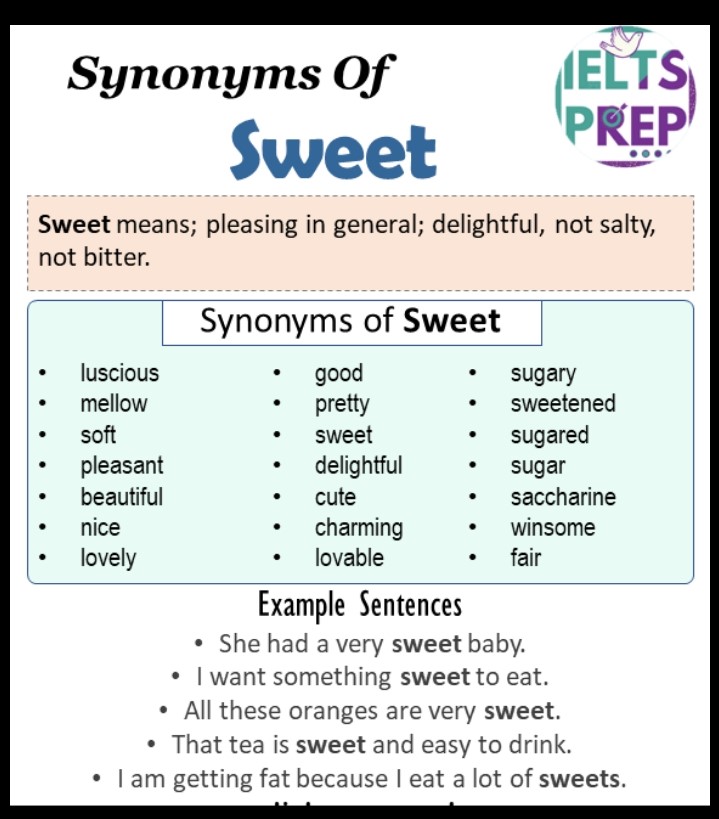 Synonyms Of
Sweet
IELTS
PREP
Sweet means; pleasing in general; delightful, not salty,
not bitter.
Synonyms of Sweet
• luscious
• mellow
• soft
• pleasant
• beautiful
• nice
• lovely
• good
• pretty
• sweet
• delightful
• cute
• charming
• lovable
• sugary
• sweetened
• sugared
• sugar
• saccharine
• winsome
• fair
Example Sentences
• She had a very sweet baby.
• I want something sweet to eat.
• All these oranges are very sweet.
• That tea is sweet and easy to drink.
• I am getting fat because I eat a lot of sweets.